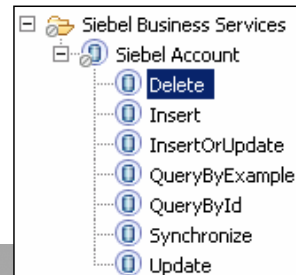 Siebel Business Services
Siebel Account
Delete
Insert
InsertOrUpdate
QueryByExample
QueryById
Synchronize
Update